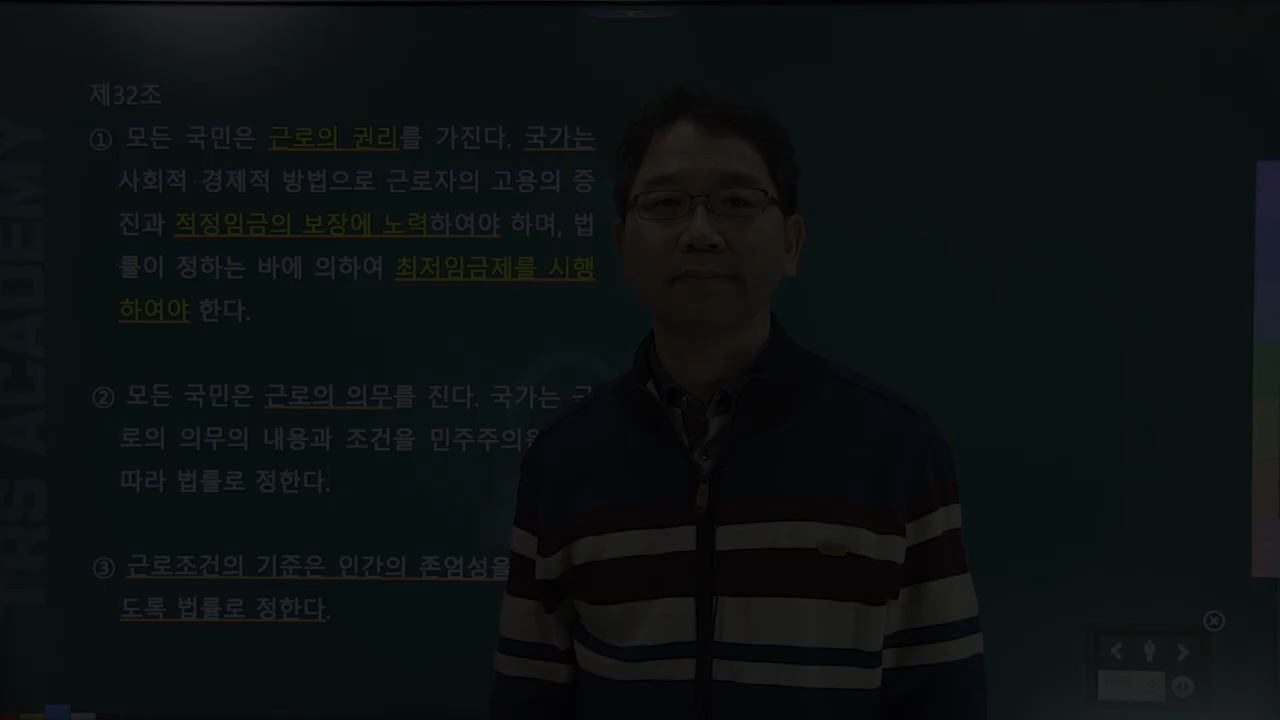 제32조
① 모든 국민은 근로의 권리를 가진다. 국가는
사회적·경제적 방법으로 근로자의 고용의 증
진과 적정임금의 보장에 노력하여야 하며, 법
률이 정하는 바에 의하여 최저임금제를 시행
하여야 한다.
② 모든 국민은 근로의 의무를 진다. 국가는
로의 의무의 내용과 조건을 민주주의
따라 법률로 정한다.
③ 근로조건의 기준은 인간의 존엄성을
도록 법률로 정한다.
ACADEMY